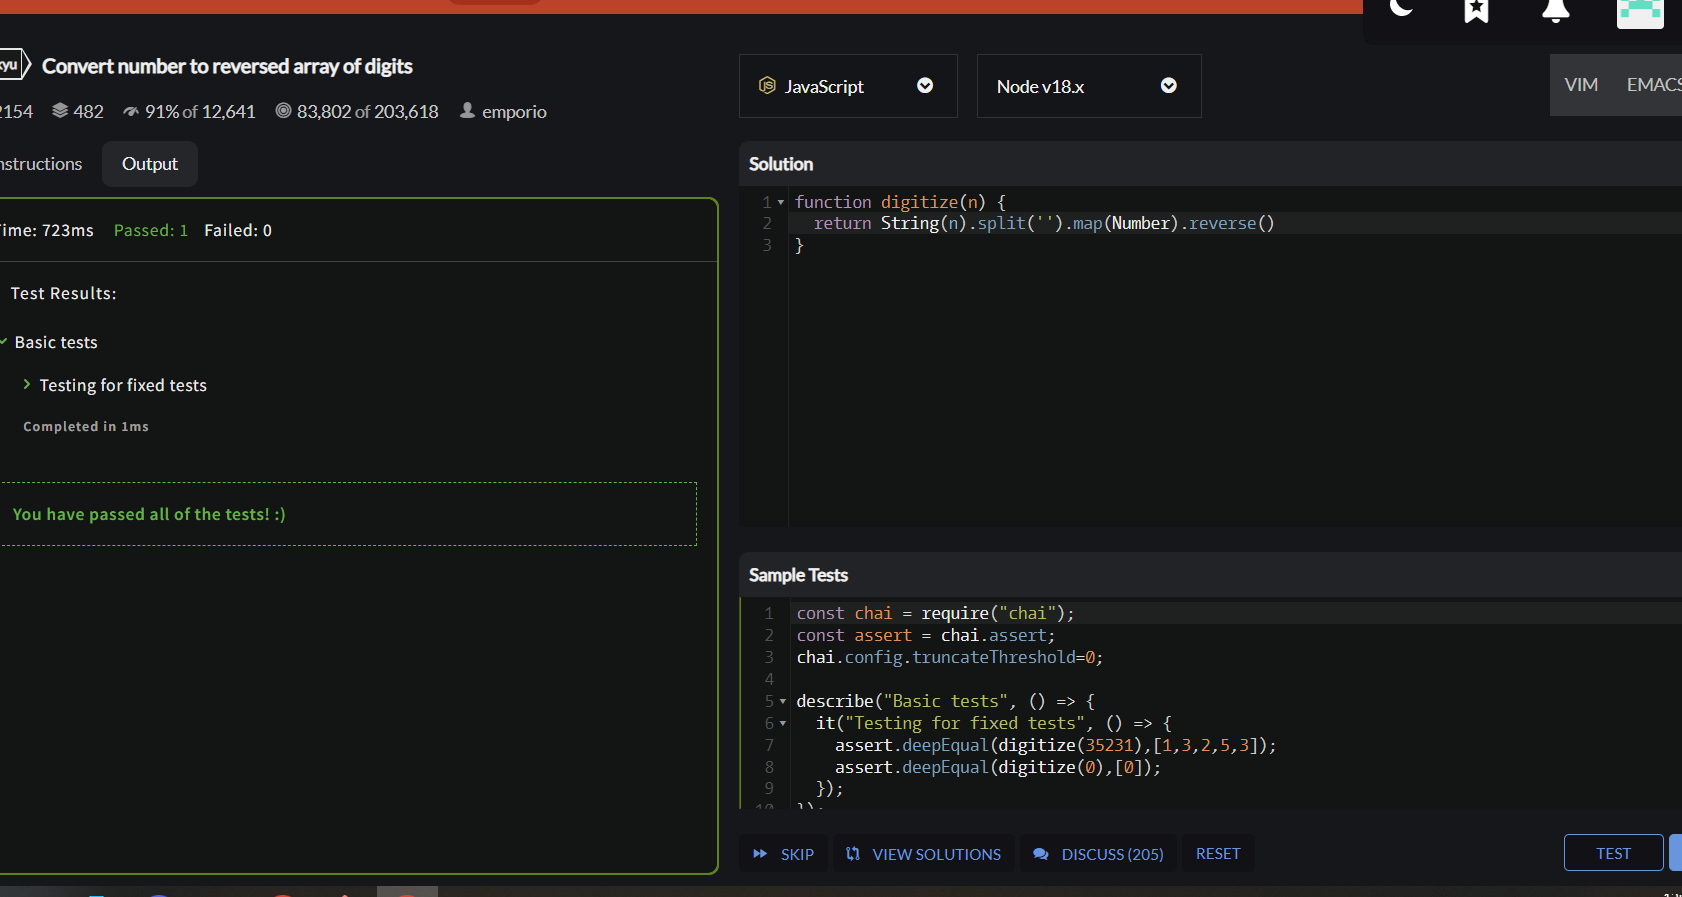 kyu Convert number to reversed array of digits
2154 482 91% of 12,641 83,802 of 203,618 emporio
nstructions Output
Time: 723ms Passed: 1 Failed: 0
Test Results:
Basic tests
Testing for fixed tests
Completed in 1ms
You have passed all of the tests! :)
JS JavaScript Node v18.x VIM EMACS
Solution
1 function digitize(n) {
2   return String(n).split('').map(Number).reverse()
3 }
Sample Tests
1 const chai = require("chai");
2 const assert = chai.assert;
3 chai.config.truncateThreshold=0;
4
5 describe("Basic tests", () => {
6   it("Testing for fixed tests", () => {
7     assert.deepEqual(digitize(35231),[1,3,2,5,3]);
8     assert.deepEqual(digitize(0),[0]);
9   });
10 });
SKIP VIEW SOLUTIONS DISCUSS (205) RESET TEST